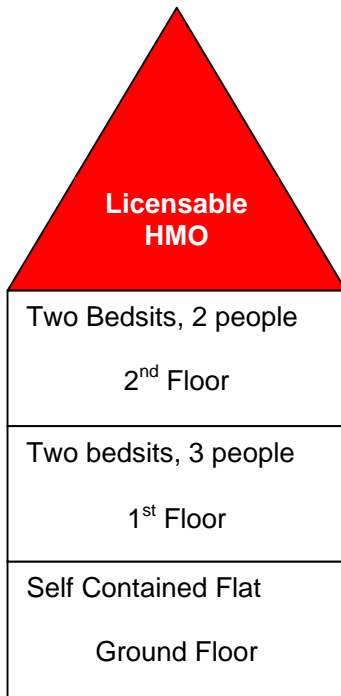 Licensable
HMO
Two Bedsits, 2 people
2nd Floor
Two bedsits, 3 people
1st Floor
Self Contained Flat
Ground Floor